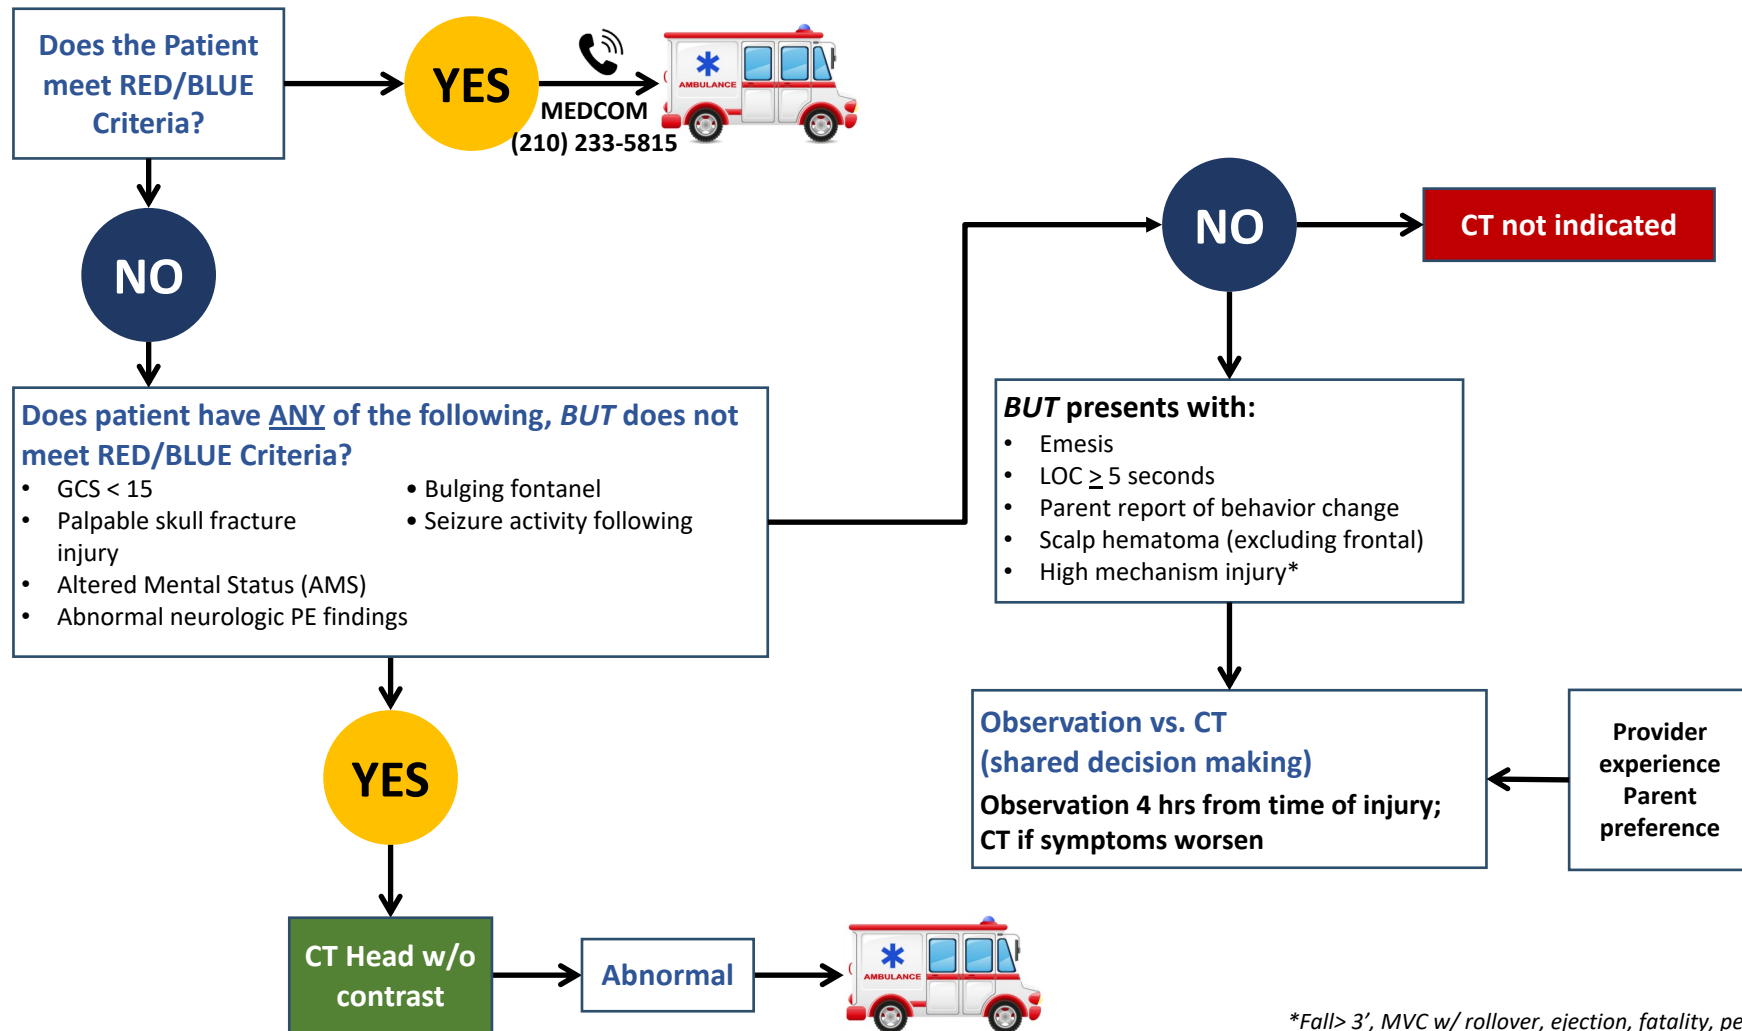 Does the Patient
meet RED/BLUE
Criteria?
YES
MEDCOM
(210) 233-5815
AMBULANCE
NO
NO
CT not indicated
Does patient have ANY of the following, BUT does not
meet RED/BLUE Criteria?
• GCS < 15
• Palpable skull fracture
injury
• Altered Mental Status (AMS)
• Abnormal neurologic PE findings
• Bulging fontanel
• Seizure activity following
BUT presents with:
• Emesis
• LOC ≥ 5 seconds
• Parent report of behavior change
• Scalp hematoma (excluding frontal)
• High mechanism injury*
YES
Observation vs. CT
(shared decision making)
Observation 4 hrs from time of injury;
CT if symptoms worsen
Provider
experience
Parent
preference
CT Head w/o
contrast
Abnormal
AMBULANCE
*Fall> 3’, MVC w/ rollover, ejection, fatality,